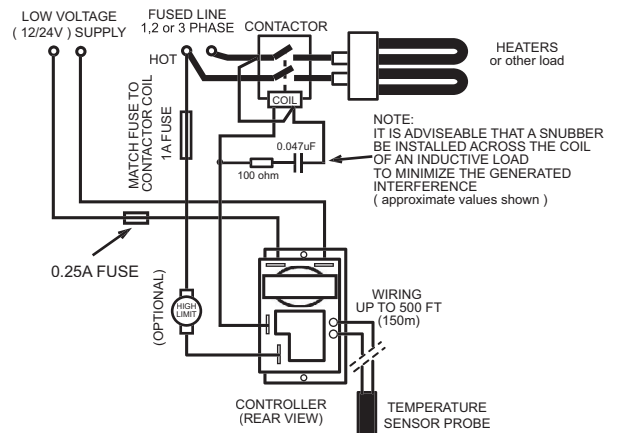 LOW VOLTAGE
( 12/24V ) SUPPLY
FUSED LINE
1,2 or 3 PHASE
HOT
CONTACTOR
COIL
HEATERS
or other load
MATCH FUSE TO
CONTACTOR COIL
1A FUSE
0.047uF
100 ohm
NOTE:
IT IS ADVISEABLE THAT A SNUBBER
BE INSTALLED ACROSS THE COIL
OF AN INDUCTIVE LOAD
TO MINIMIZE THE GENERATED
INTERFERENCE
( approximate values shown )
0.25A FUSE
(OPTIONAL)
HIGH
LIMIT
WIRING
UP TO 500 FT
(150m)
CONTROLLER
(REAR VIEW)
TEMPERATURE
SENSOR PROBE